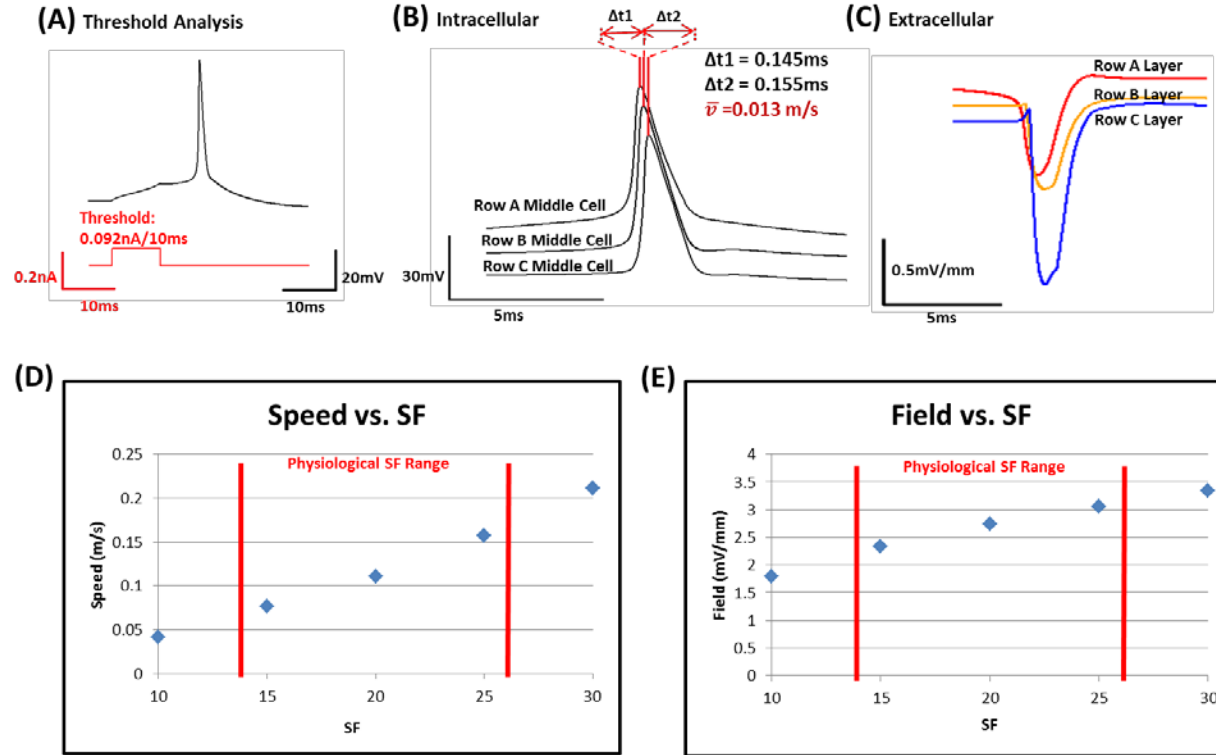 (A) Threshold Analysis
Threshold:
0.092nA/10ms
0.2nA
10ms
20mV
10ms
(B) Intracellular
Δt1 Δt2
Δt1 = 0.145ms
Δt2 = 0.155ms
v̅ =0.013 m/s
Row A Middle Cell
Row B Middle Cell
Row C Middle Cell
30mV
5ms
(C) Extracellular
Row A Layer
Row B Layer
Row C Layer
0.5mV/mm
5ms
(D)
Speed vs. SF
Physiological SF Range
Speed (m/s)
0.25
0.2
0.15
0.1
0.05
0
10 15 20 25 30
SF
(E)
Field vs. SF
Physiological SF Range
Field (mV/mm)
4
3.5
3
2.5
2
1.5
1
0.5
0
10 15 20 25 30
SF